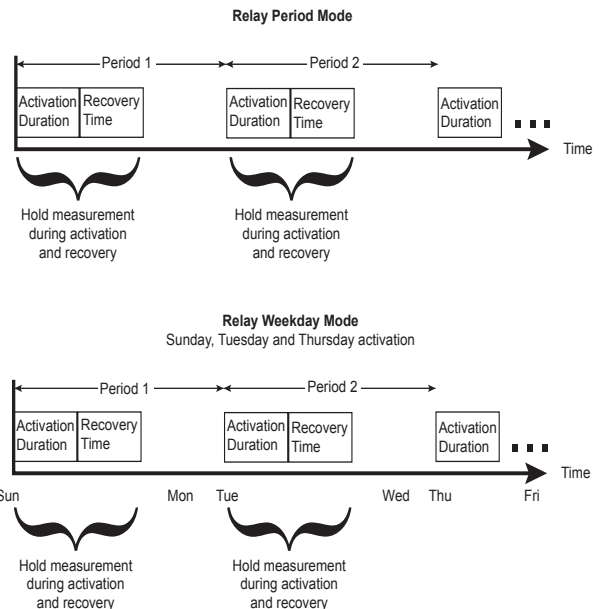 Relay Period Mode
Period 1
Period 2
Activation
Duration
Recovery
Time
Activation
Duration
Recovery
Time
Activation
Duration
Time
Hold measurement
during activation
and recovery
Hold measurement
during activation
and recovery
Relay Weekday Mode
Sunday, Tuesday and Thursday activation
Period 1
Period 2
Activation
Duration
Recovery
Time
Activation
Duration
Recovery
Time
Activation
Duration
Time
Sun
Mon
Tue
Wed
Thu
Fri
Hold measurement
during activation
and recovery
Hold measurement
during activation
and recovery